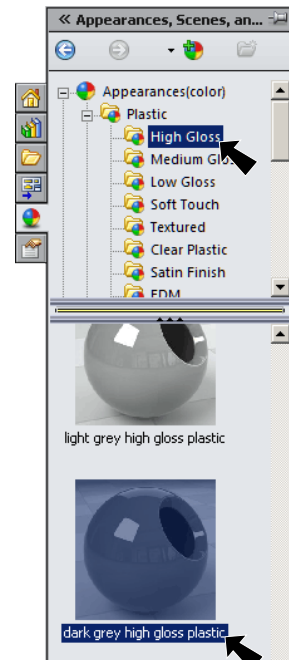 « Appearances, Scenes, an...
Appearances(color)
Plastic
High Gloss
Medium Glo
Low Gloss
Soft Touch
Textured
Clear Plastic
Satin Finish
EDM
light grey high gloss plastic
dark grey high gloss plastic